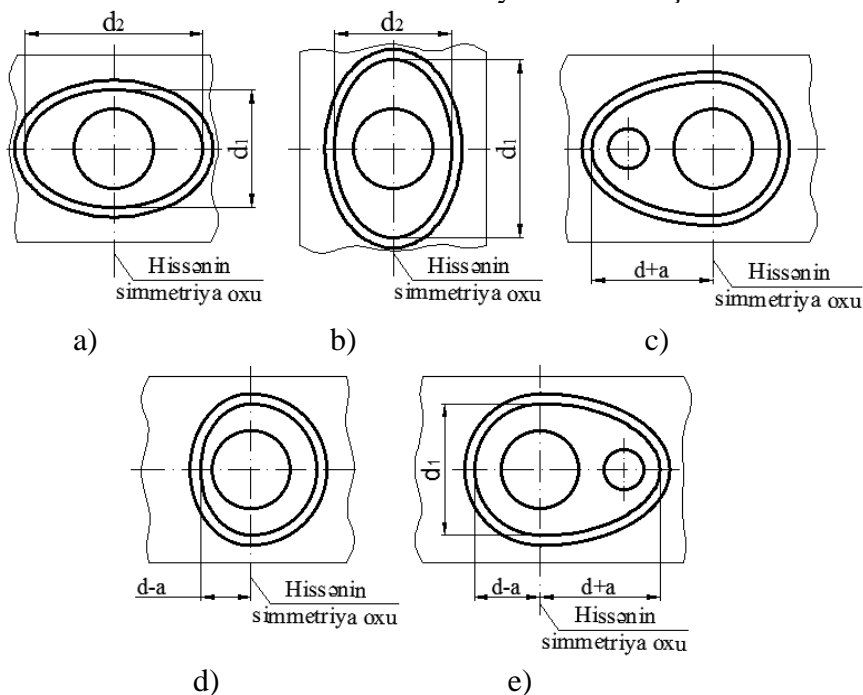 d2
d2
d1
d1
d+a
Hissənin
simmetriya oxu
Hissənin
simmetriya oxu
Hissənin
simmetriya oxu
a)
b)
c)
d1
d-a
d-a
d+a
Hissənin
simmetriya oxu
Hissənin
simmetriya oxu
d)
e)